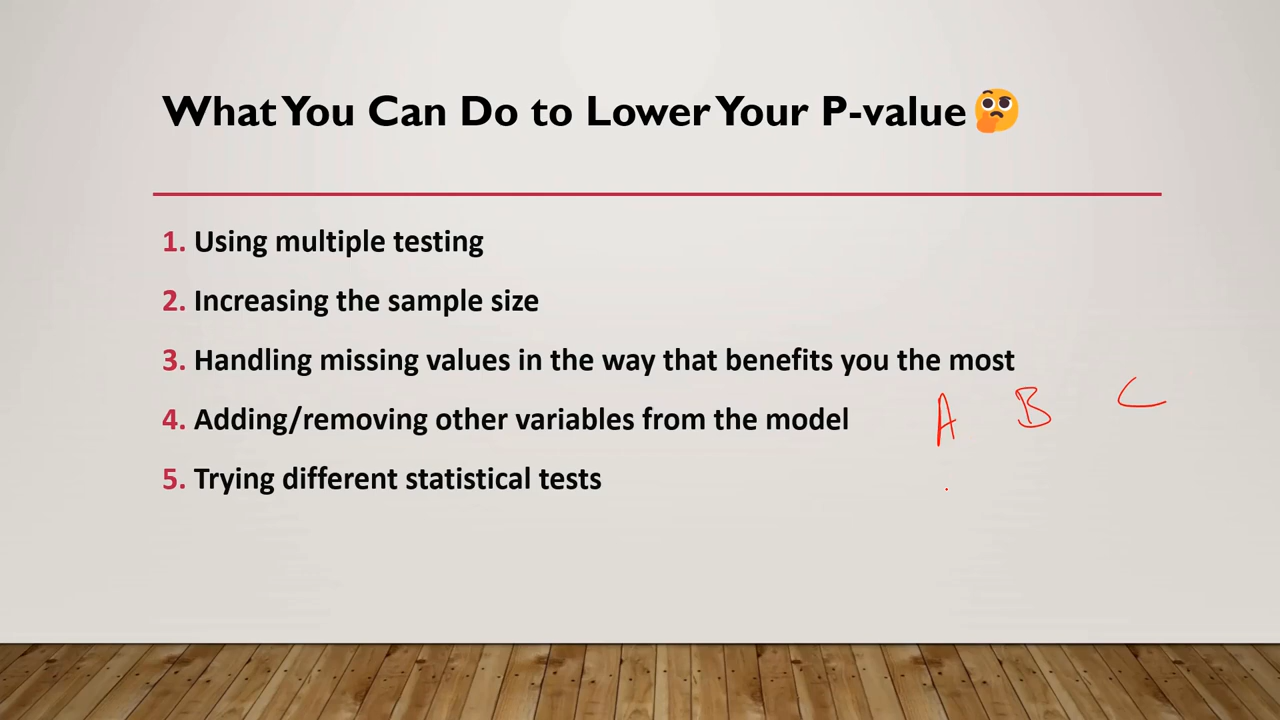 What You Can Do to Lower Your P-value🤔
1. Using multiple testing
2. Increasing the sample size
3. Handling missing values in the way that benefits you the most
4. Adding/removing other variables from the model
A B C
5. Trying different statistical tests